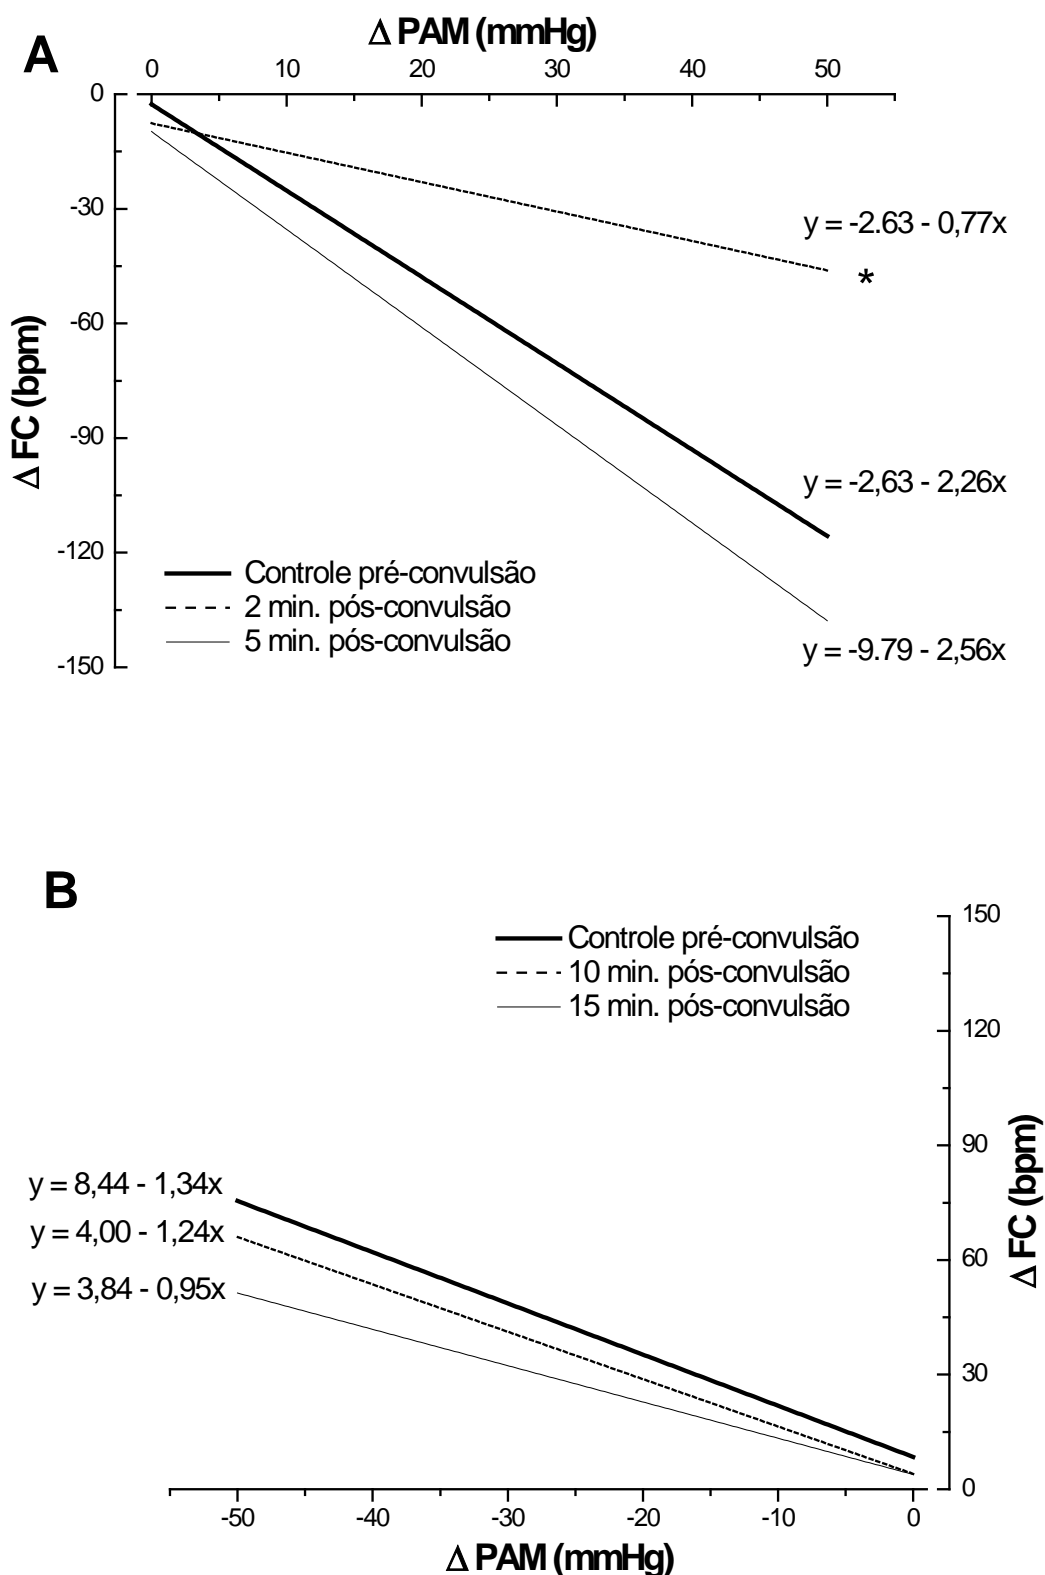 A
Δ PAM (mmHg)
0 10 20 30 40 50
0
-30
-60
-90
-120
-150
Δ FC (bpm)
y = -2.63 - 0,77x
*
y = -2,63 - 2,26x
y = -9.79 - 2,56x
Controle pré-convulsão
2 min. pós-convulsão
5 min. pós-convulsão
B
Controle pré-convulsão
10 min. pós-convulsão
15 min. pós-convulsão
150
120
90
60
30
0
Δ FC (bpm)
y = 8,44 - 1,34x
y = 4,00 - 1,24x
y = 3,84 - 0,95x
-50 -40 -30 -20 -10 0
Δ PAM (mmHg)